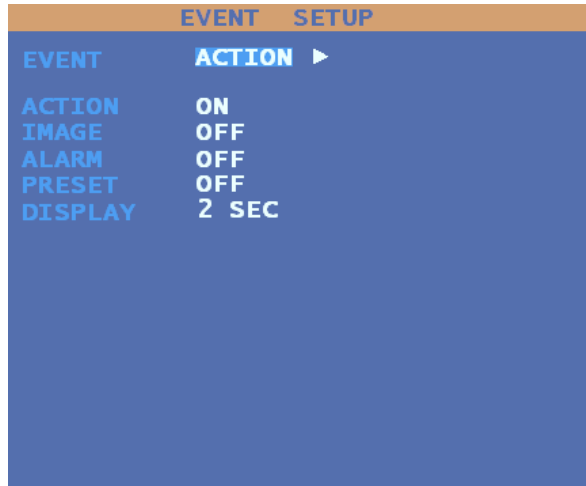 EVENT SETUP
EVENT ACTION ▶
ACTION ON
IMAGE OFF
ALARM OFF
PRESET OFF
DISPLAY 2 SEC